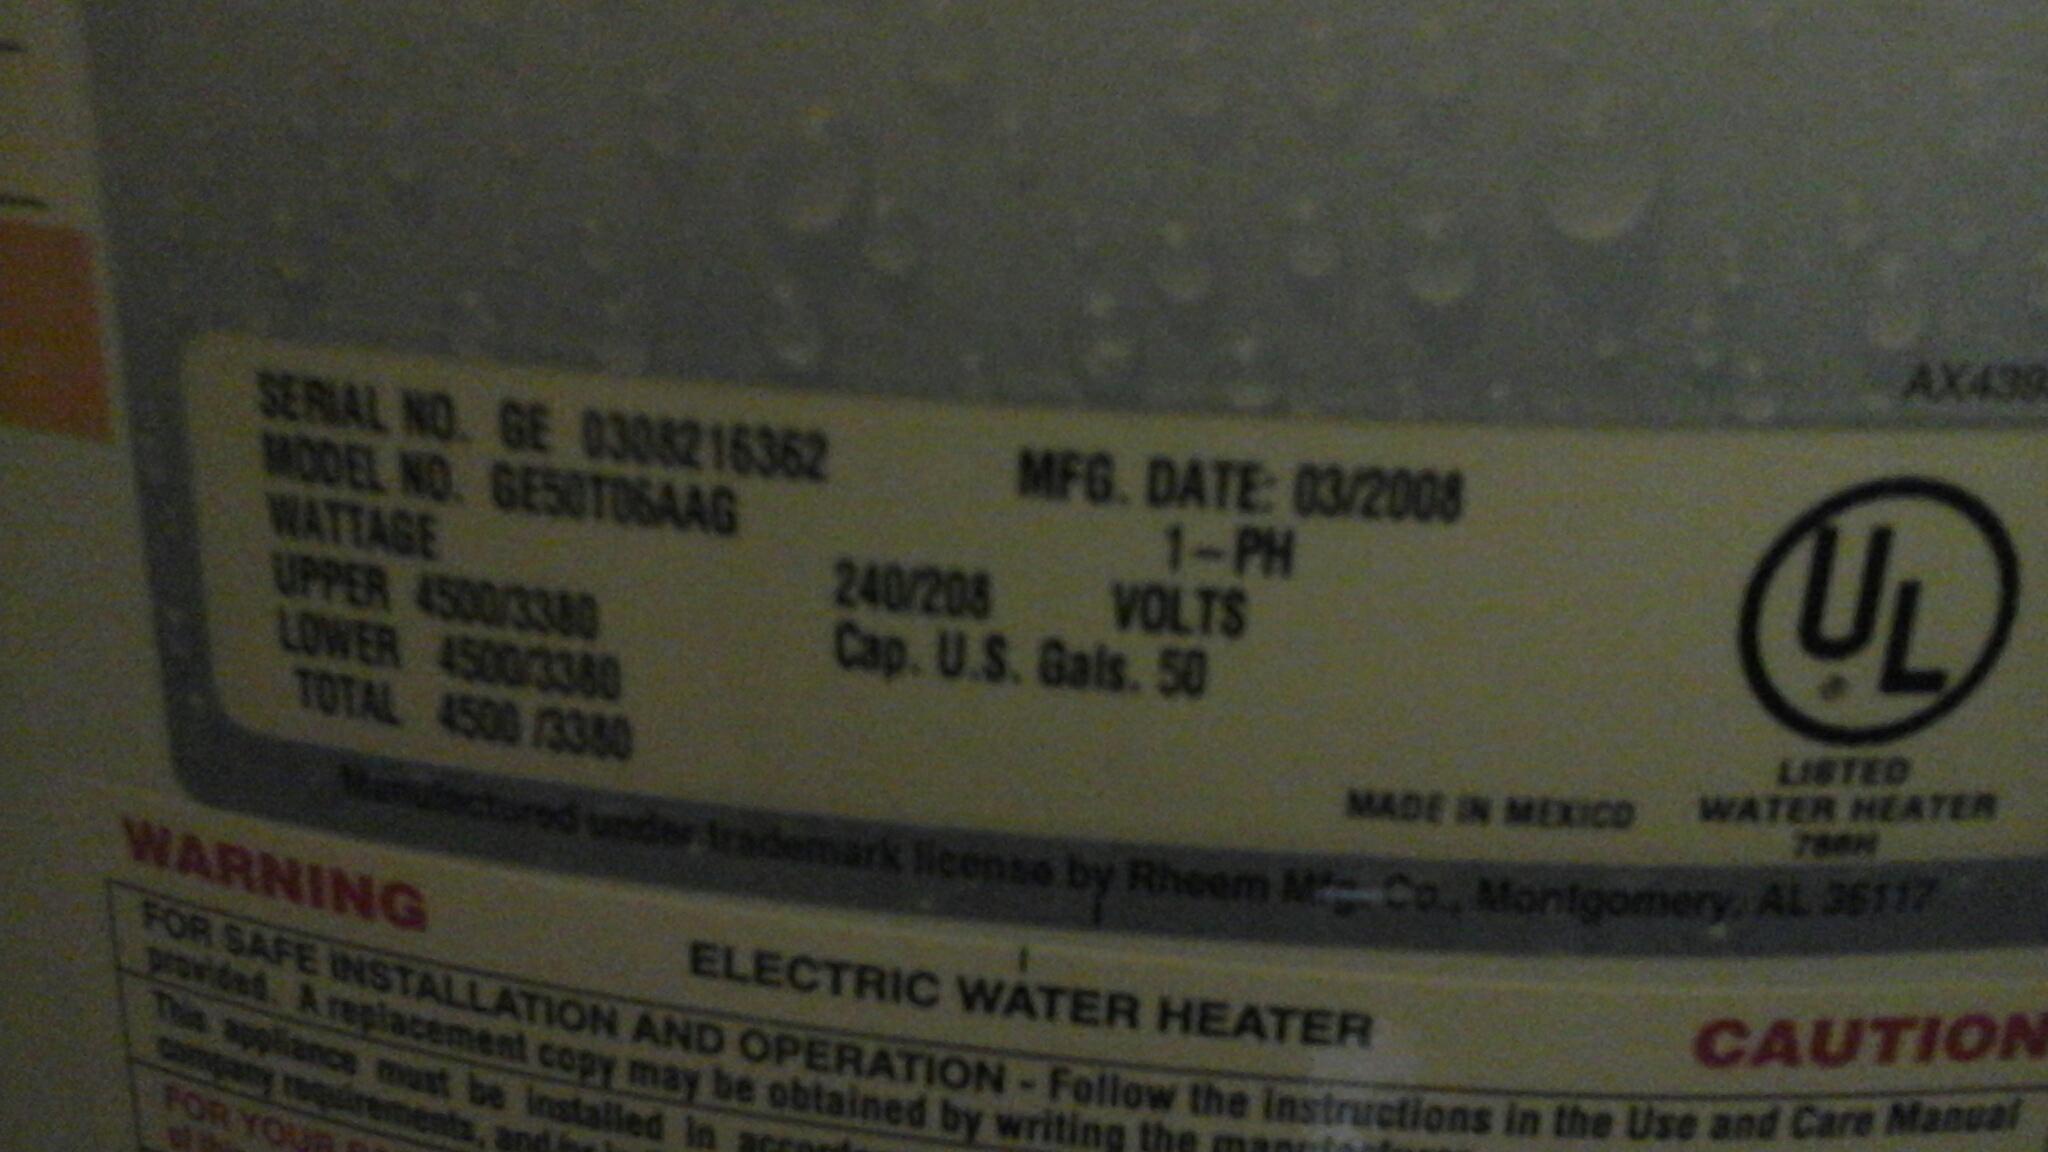 AX439
SERIAL NO. GE 0308216362
MODEL NO. GE50T06AAG
MFG. DATE: 03/2008
WATTAGE
1-PH
UPPER 4500/3380
240/208 VOLTS
LOWER 4500/3380
Cap. U.S. Gals. 50
TOTAL 4500 /3380
UL
LISTED
WATER HEATER
MADE IN MEXICO
Manufactured under trademark license by Rheem Mfg. Co., Montgomery, AL 36117
WARNING
ELECTRIC WATER HEATER
CAUTION
FOR SAFE INSTALLATION AND OPERATION - Follow the instructions in the Use and Care Manual
provided. A replacement copy may be obtained by writing the
This appliance must be installed in
company requirements,
FOR YOUR